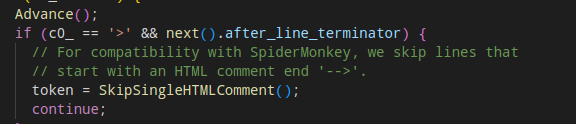 Advance();
if (c0_ == '>' && next().after_line_terminator) {
// For compatibility with SpiderMonkey, we skip lines that
// start with an HTML comment end '-->'.
token = SkipSingleHTMLComment();
continue;